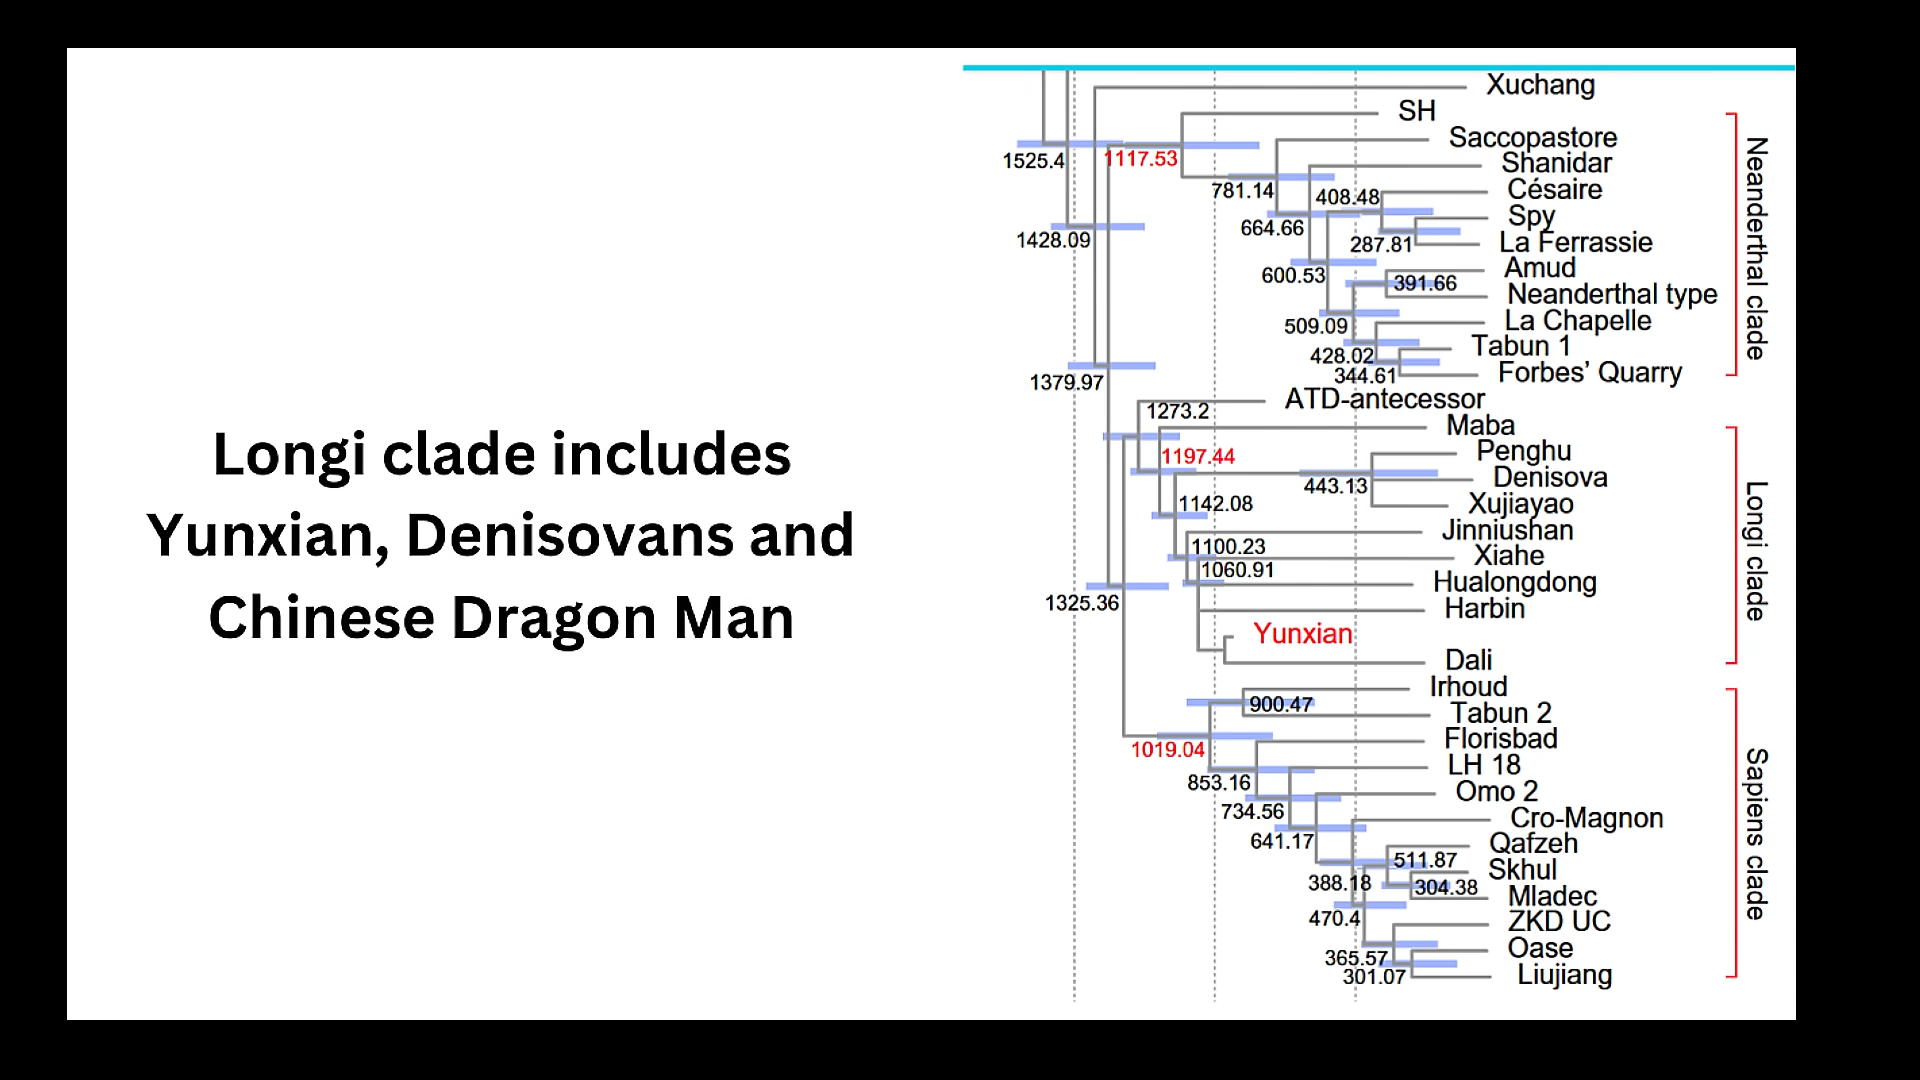 Longi clade includes
Yunxian, Denisovans and
Chinese Dragon Man
Xuchang
SH
Saccopastore
1525.4
1117.53
Shanidar
781.14
408.48
Césaire
Spy
664.66
1428.09
287.81
La Ferrassie
Amud
600.53
391.66
Neanderthal type
509.09
La Chapelle
428.02
Tabun 1
344.61
Forbes’ Quarry
1379.97
Neanderthal clade
1273.2
ATD-antecessor
Maba
1197.44
Penghu
443.13
Denisova
1142.08
Xujiayao
Jinniushan
1100.23
Xiahe
1060.91
Hualongdong
1325.36
Harbin
Yunxian
Dali
Longi clade
Irhoud
900.47
Tabun 2
1019.04
Florisbad
853.16
LH 18
734.56
Omo 2
641.17
Cro-Magnon
Qafzeh
511.87
388.18
Skhul
304.38
Mladec
470.4
ZKD UC
365.57
Oase
301.07
Liujiang
Sapiens clade